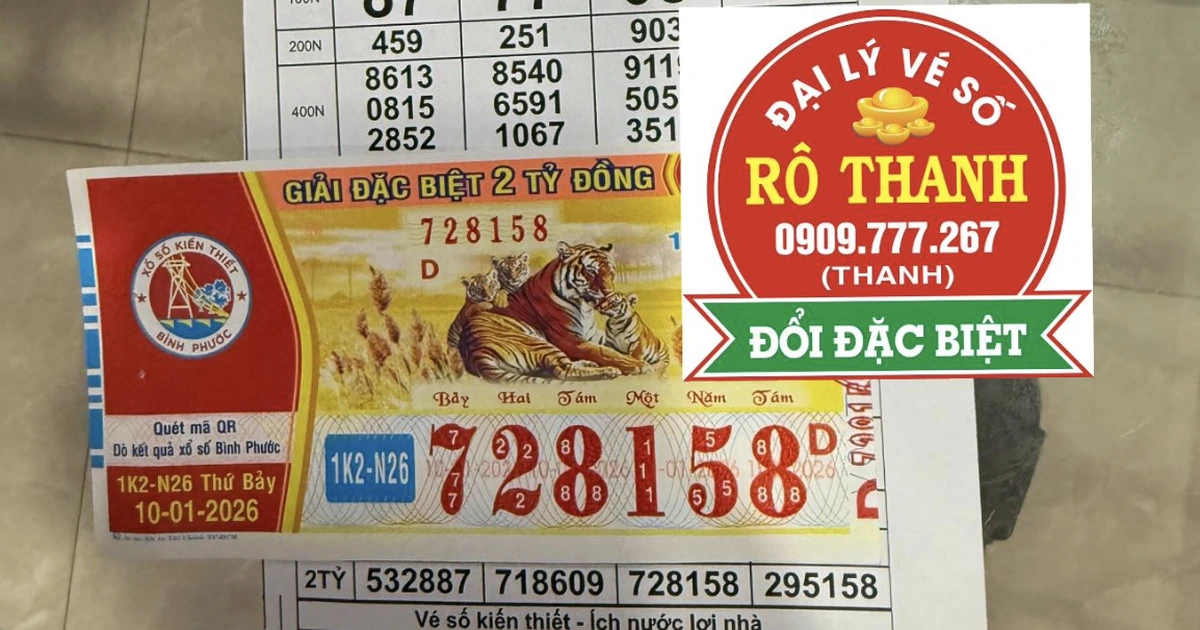 200N 459 251 903
8613 8540 911
400N 0815 6591 505
2852 1067 351
ĐẠI LÝ VÉ SỐ
RÔ THANH
0909.777.267
(THANH)
ĐỔI ĐẶC BIỆT
GIẢI ĐẶC BIỆT 2 TỶ ĐỒNG
728158
D
XỔ SỐ KIẾN THIẾT
BÌNH PHƯỚC
Bảy Hai Tám Một Năm Tám
Quét mã QR
Dò kết quả xổ số Bình Phước
1K2-N26 Thứ Bảy
10-01-2026
1K2-N26
728158 D
2TỶ 532887 718609 728158 295158
Vé số kiến thiết - Ích nước lợi nhà